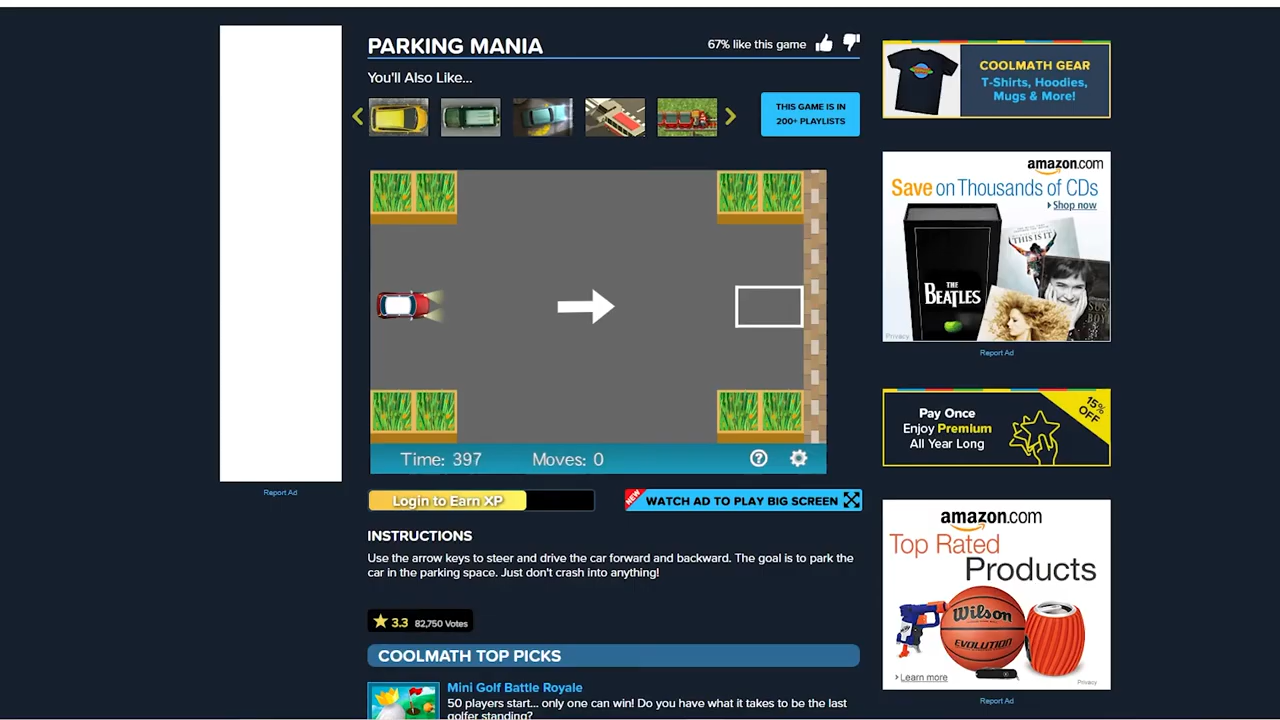 PARKING MANIA
67% like this game
You'll Also Like...
THIS GAME IS IN
200+ PLAYLISTS
Time: 397
Moves: 0
?
Login to Earn XP
NEW
WATCH AD TO PLAY BIG SCREEN
INSTRUCTIONS
Use the arrow keys to steer and drive the car forward and backward. The goal is to park the
car in the parking space. Just don't crash into anything!
3.3 82,750 Votes
COOLMATH TOP PICKS
Mini Golf Battle Royale
50 players start... only one can win! Do you have what it takes to be the last
golfer standing?
Report Ad
COOLMATH GEAR
T-Shirts, Hoodies,
Mugs & More!
amazon.com
Save on Thousands of CDs
Shop now
THIS IS IT
THE
BEATLES
Privacy
Report Ad
Pay Once
Enjoy Premium
All Year Long
15%
OFF
amazon.com
Top Rated
Products
Wilson
EVOLUTION
Learn more
Privacy
Report Ad